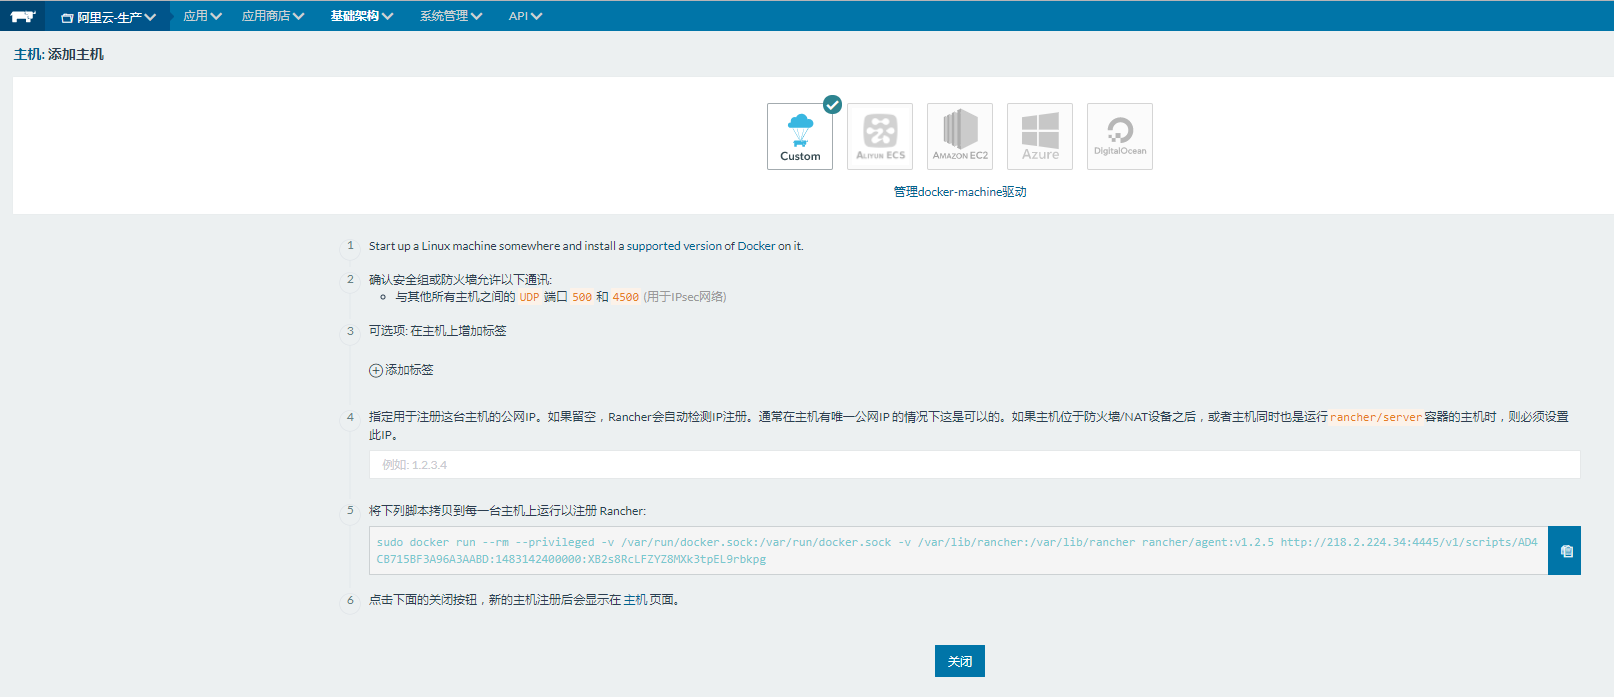 阿里云-生产 应用 应用商店 基础架构 系统管理 API
主机: 添加主机
Custom ALIYUN ECS AMAZON EC2 Azure DigitalOcean
管理docker-machine驱动
1 Start up a Linux machine somewhere and install a supported version of Docker on it.
2 确认安全组或防火墙允许以下通讯:
与其他所有主机之间的 UDP 端口 500 和 4500 (用于IPsec网络)
3 可选项: 在主机上增加标签
添加标签
4 指定用于注册这台主机的公网IP。如果留空，Rancher会自动检测IP注册。通常在主机有唯一公网IP 的情况下这是可以的。如果主机位于防火墙/NAT设备之后，或者主机同时也是运行 rancher/server 容器的主机时，则必须设置
此IP。
例如: 1.2.3.4
5 将下列脚本拷贝到每一台主机上运行以注册 Rancher:
sudo docker run --rm --privileged -v /var/run/docker.sock:/var/run/docker.sock -v /var/lib/rancher:/var/lib/rancher rancher/agent:v1.2.5 http://218.2.224.34:4445/v1/scripts/AD4
CB715BF3A96A3AABD:1483142400000:XB2s8RcLFZYZ8MXk3tpEL9rbkpg
6 点击下面的关闭按钮，新的主机注册后会显示在 主机 页面。
关闭